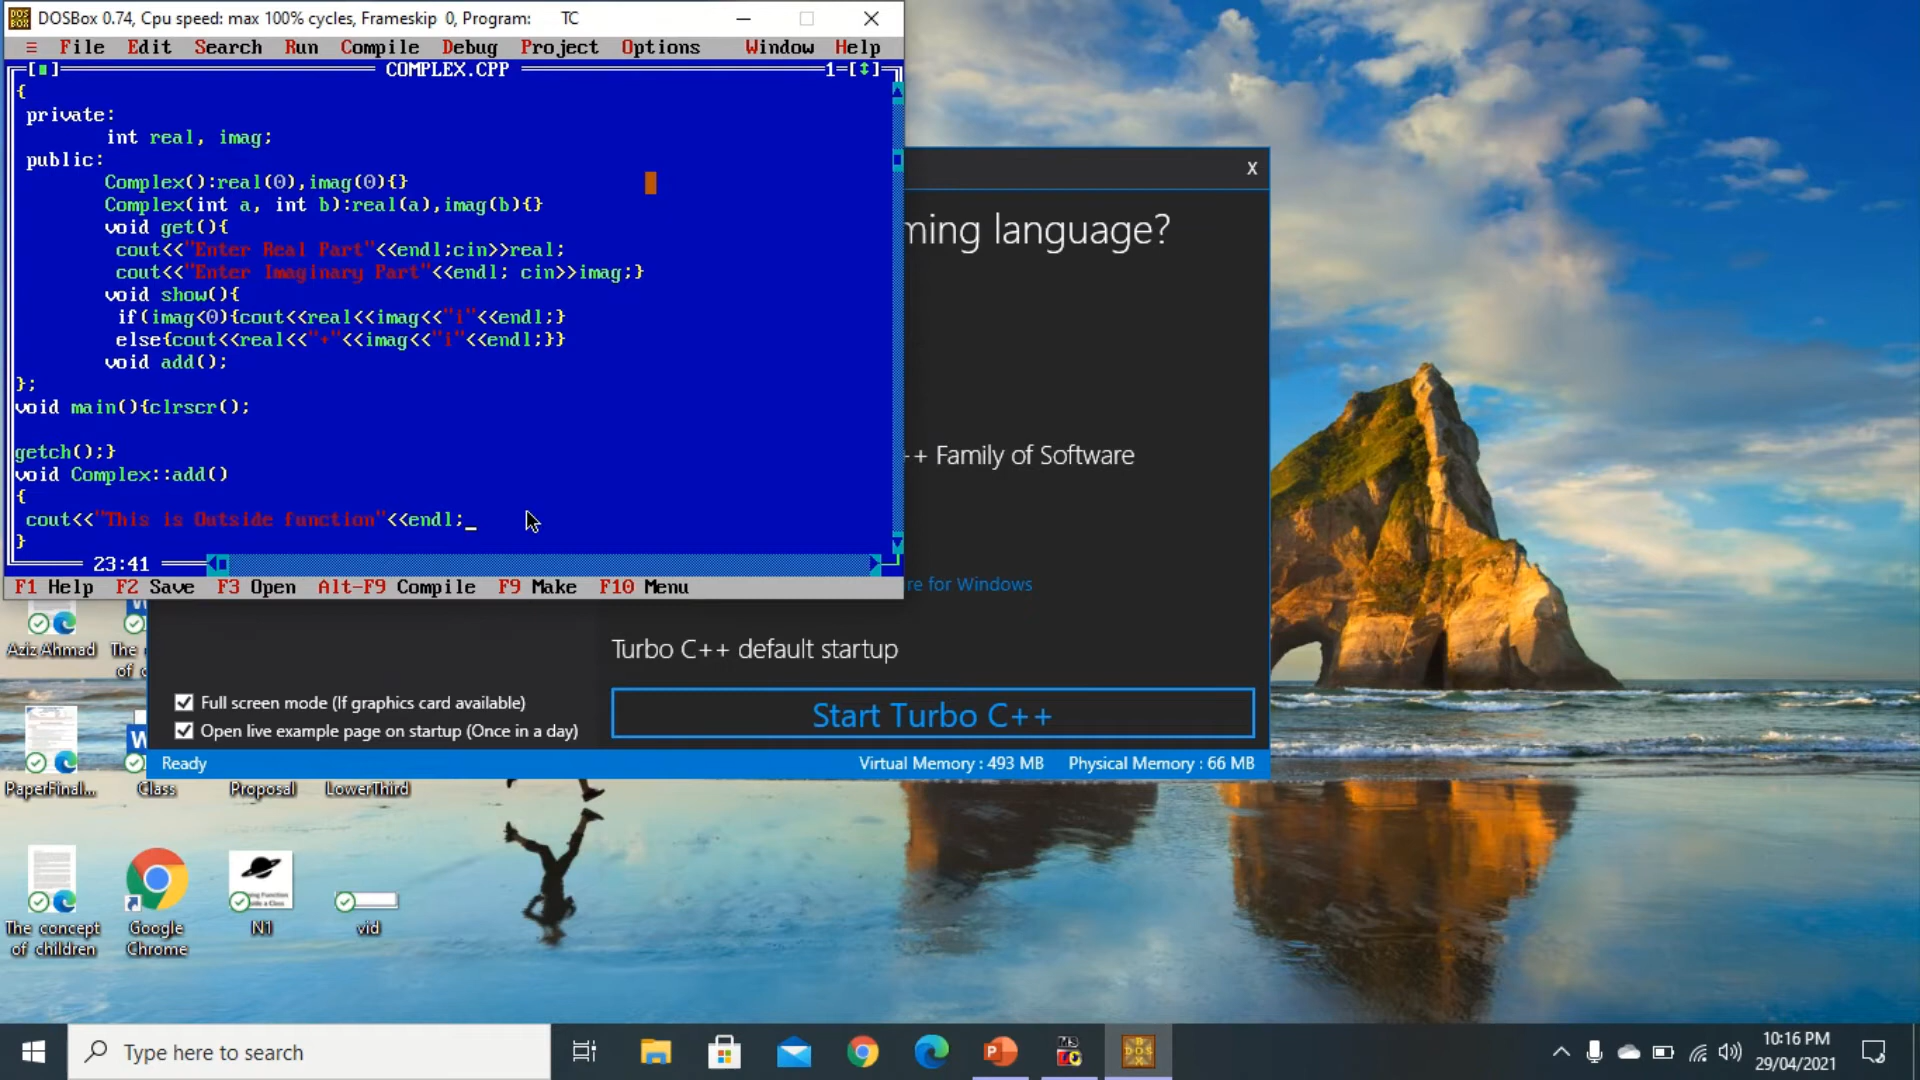 DOSBox 0.74, Cpu speed: max 100% cycles, Frameskip 0, Program: TC
≡ File Edit Search Run Compile Debug Project Options Window Help
COMPLEX.CPP
1=[↕]
{
private:
int real, imag;
public:
Complex():real(0),imag(0){}
Complex(int a, int b):real(a),imag(b){}
void get(){
cout<<"Enter Real Part"<<endl;cin>>real;
cout<<"Enter Imaginary Part"<<endl; cin>>imag;}
void show(){
if(imag<0){cout<<real<<imag<<"i"<<endl;}
else{cout<<real<<"+"<<imag<<"i"<<endl;}}
void add();
};
void main(){clrscr();
getch();}
void Complex::add()
{
cout<<"This is Outside function"<<endl;_
}
23:41
F1 Help F2 Save F3 Open Alt-F9 Compile F9 Make F10 Menu
X
ming language?
+ Family of Software
re for Windows
Turbo C++ default startup
Full screen mode (If graphics card available)
Open live example page on startup (Once in a day)
Start Turbo C++
Ready
Virtual Memory : 493 MB Physical Memory : 66 MB
Aziz Ahmad
The
of c
PaperFinal...
Class
Proposal
LowerThird
The concept
of children
Google
Chrome
N1
vid
Type here to search
10:16 PM
29/04/2021